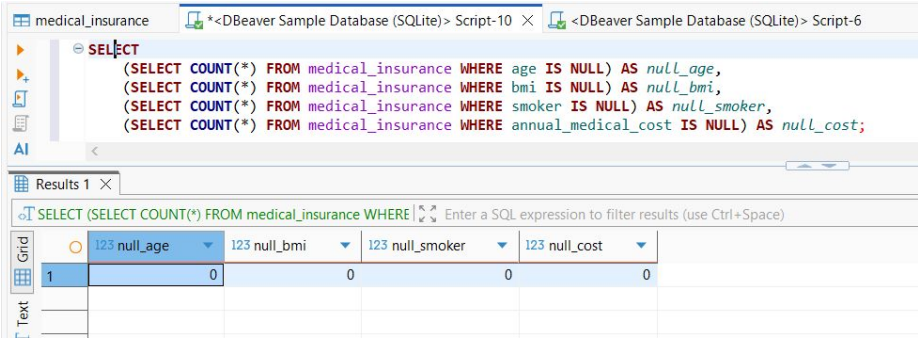 medical_insurance *<DBeaver Sample Database (SQLite)> Script-10 <DBeaver Sample Database (SQLite)> Script-6
SELECT
(SELECT COUNT(*) FROM medical_insurance WHERE age IS NULL) AS null_age,
(SELECT COUNT(*) FROM medical_insurance WHERE bmi IS NULL) AS null_bmi,
(SELECT COUNT(*) FROM medical_insurance WHERE smoker IS NULL) AS null_smoker,
(SELECT COUNT(*) FROM medical_insurance WHERE annual_medical_cost IS NULL) AS null_cost;
AI
Results 1
SELECT (SELECT COUNT(*) FROM medical_insurance WHERE Enter a SQL expression to filter results (use Ctrl+Space)
Grid
123 null_age 123 null_bmi 123 null_smoker 123 null_cost
1 0 0 0 0
Text